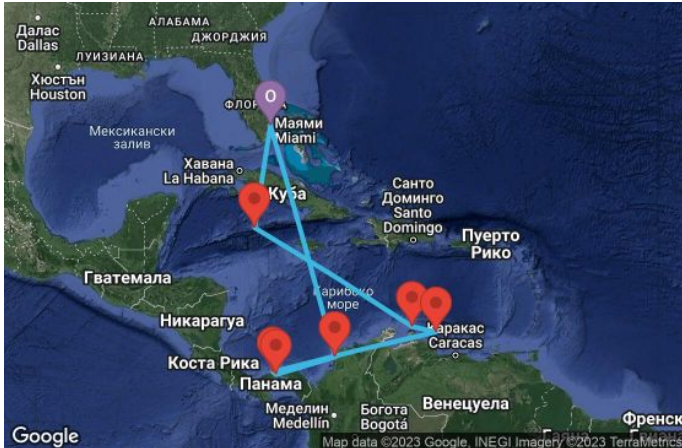 АЛАБАМА
Далас
Dallas
ДЖОРДЖИЯ
ЛУИЗИАНА
Хюстън
Houston
O
ФЛО
Маями
Miami
Мексикански
залив
Хавана
La Habana
Куба
Санто
Доминго
Santo
Domingo
Пуерто
Рико
Гватемала
Карибско
море
Никарагуа
Каракас
Caracas
Коста Рика
Панама
Меделин
Medellín
Богота
Bogotá
Венецуела
Френск
Google
Map data ©2023 Google, INEGI Imagery ©2023 TerraMetrics